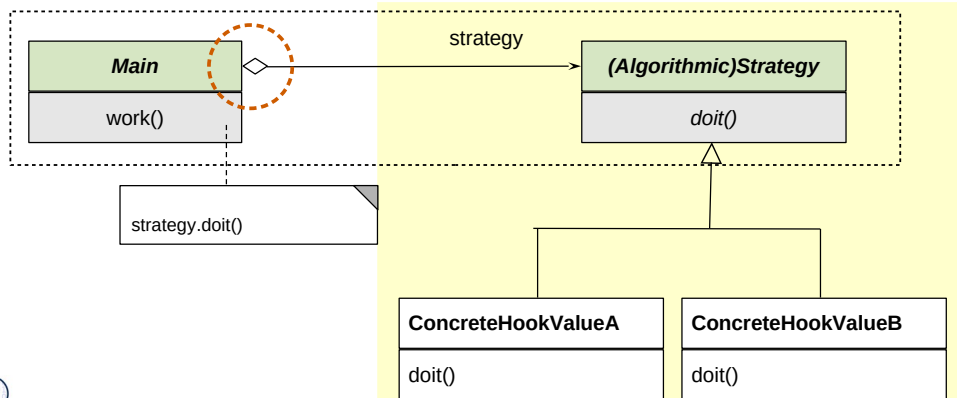 strategy
Main
(Algorithmic)Strategy
work()
doit()
strategy.doit()
ConcreteHookValueA
ConcreteHookValueB
doit()
doit()